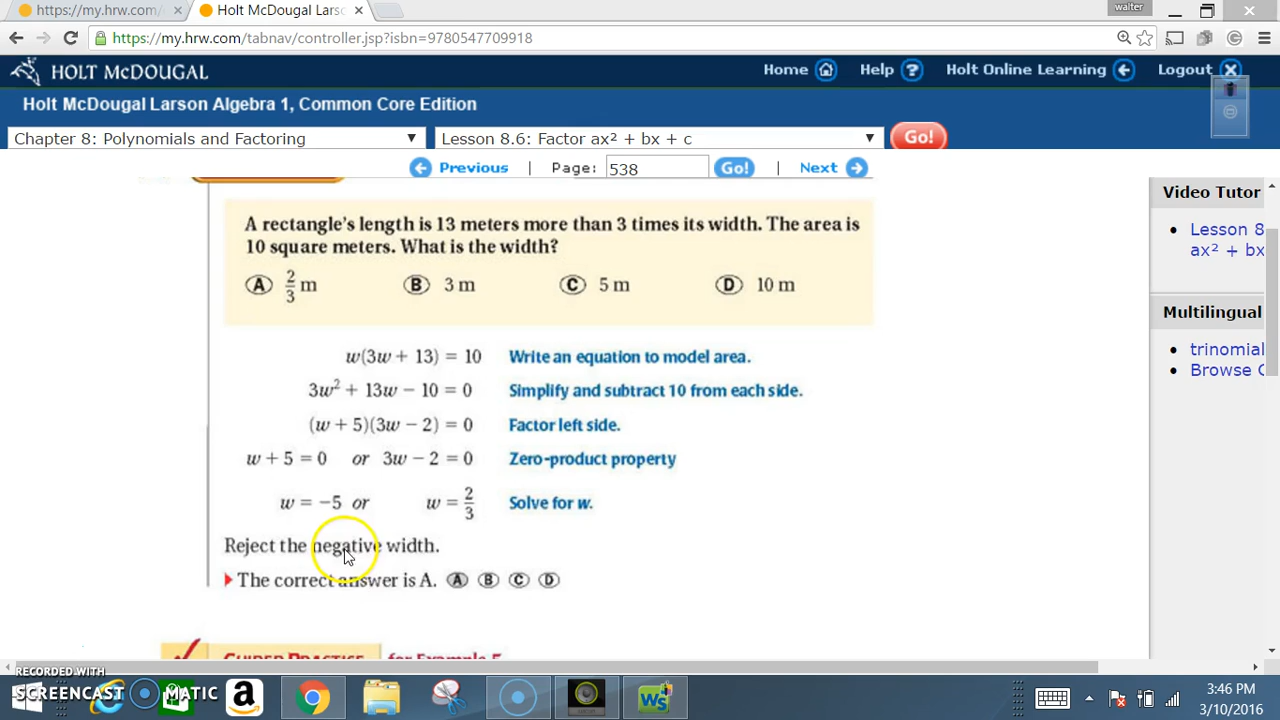 https://my.hrw.com/tabnav/ ×
Holt McDougal Lars ×
walter
https://my.hrw.com/tabnav/controller.jsp?isbn=9780547709918
HOLT McDOUGAL
Home
Help ?
Holt Online Learning
Logout
Holt McDougal Larson Algebra 1, Common Core Edition
Chapter 8: Polynomials and Factoring
Lesson 8.6: Factor ax² + bx + c
Go!
Previous | Page: 538 Go! | Next
A rectangle's length is 13 meters more than 3 times its width. The area is
10 square meters. What is the width?
A 2/3 m B 3 m C 5 m D 10 m
w(3w + 13) = 10 Write an equation to model area.
3w² + 13w − 10 = 0 Simplify and subtract 10 from each side.
(w + 5)(3w − 2) = 0 Factor left side.
w + 5 = 0 or 3w − 2 = 0 Zero-product property
w = −5 or w = 2/3 Solve for w.
Reject the negative width.
The correct answer is A. A B C D
for Example 5
Video Tutor
Lesson 8
ax² + bx
Multilingual
trinomial
Browse
RECORDED WITH
SCREENCAST MATIC
WS
3:46 PM
3/10/2016